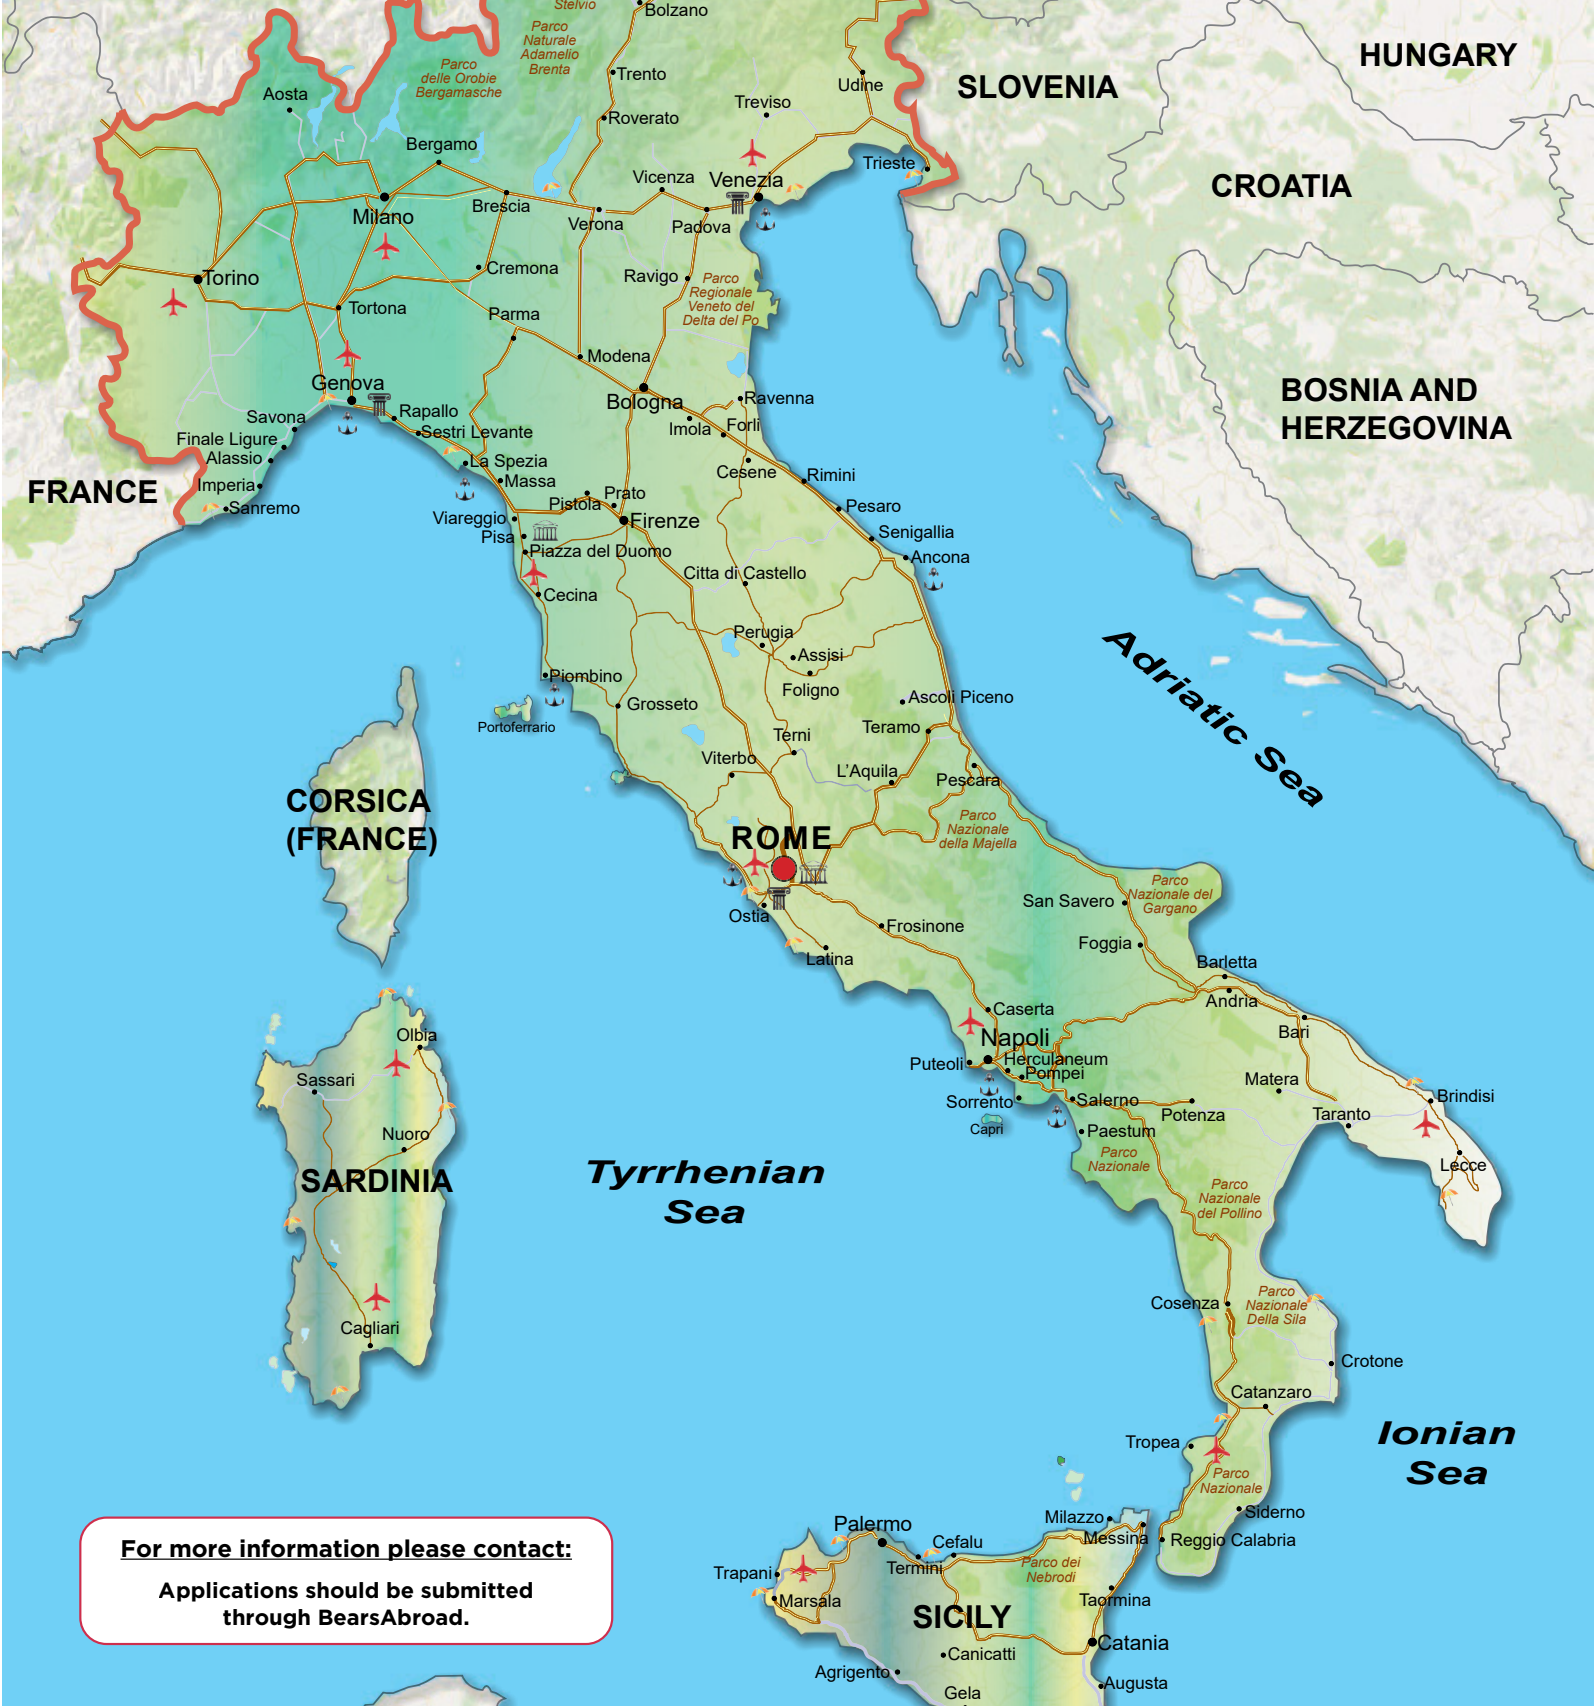 Stelvio
Bolzano
Parco
Naturale
Adamelio
Brenta
Parco
delle Orobie
Bergamasche
Trento
Udine
HUNGARY
SLOVENIA
Aosta
Treviso
Roverato
Bergamo
Trieste
Vicenza
Venezia
CROATIA
Milano
Brescia
Verona
Padova
Torino
Cremona
Ravigo
Parco
Regionale
Veneto del
Delta del Po
Tortona
Parma
Modena
Genova
Bologna
Ravenna
BOSNIA AND
HERZEGOVINA
Savona
Rapallo
Imola
Forli
Finale Ligure
Sestri Levante
Alassio
La Spezia
Cesene
Rimini
FRANCE
Imperia
Massa
Sanremo
Pistola
Prato
Pesaro
Viareggio
Firenze
Pisa
Senigallia
Piazza del Duomo
Ancona
Citta di Castello
Cecina
Perugia
Assisi
Adriatic Sea
Piombino
Foligno
Grosseto
Ascoli Piceno
Portoferrario
Teramo
Terni
Viterbo
L'Aquila
Pescara
CORSICA
(FRANCE)
ROME
Parco
Nazionale
della Majella
Parco
Nazionale del
Gargano
San Savero
Ostia
Frosinone
Foggia
Latina
Barletta
Andria
Caserta
Bari
Olbia
Napoli
Puteoli
Herculaneum
Pompei
Sassari
Matera
Sorrento
Salerno
Brindisi
Potenza
Taranto
Capri
Paestum
Nuoro
Parco
Nazionale
Lecce
SARDINIA
Tyrrhenian
Sea
Parco
Nazionale
del Pollino
Cosenza
Parco
Nazionale
Della Sila
Cagliari
Crotone
Catanzaro
Tropea
Ionian
Sea
Parco
Nazionale
Siderno
Milazzo
Palermo
Messina
Reggio Calabria
Cefalu
Termini
Parco dei
Nebrodi
Trapani
Marsala
Taormina
SICILY
Catania
Canicatti
Agrigento
Augusta
Gela
For more information please contact:
Applications should be submitted
through BearsAbroad.